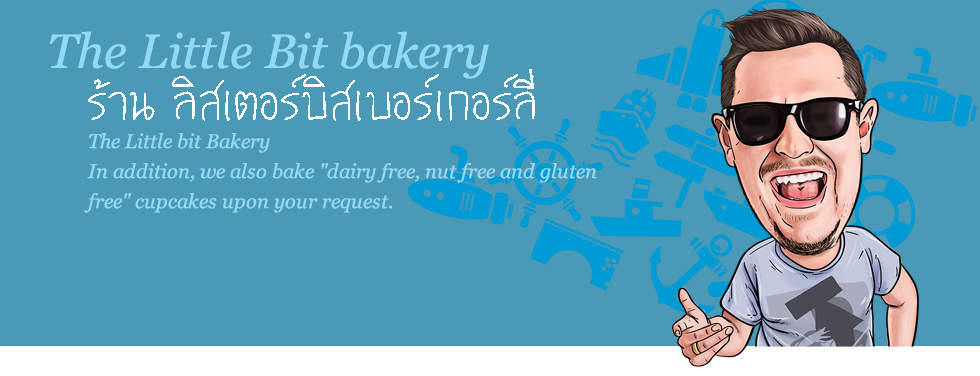 The Little Bit bakery
ร้าน ลิสเตอร์บิสเบอร์เกอร์ลี่
The Little bit Bakery
In addition, we also bake "dairy free, nut free and gluten
free" cupcakes upon your request.